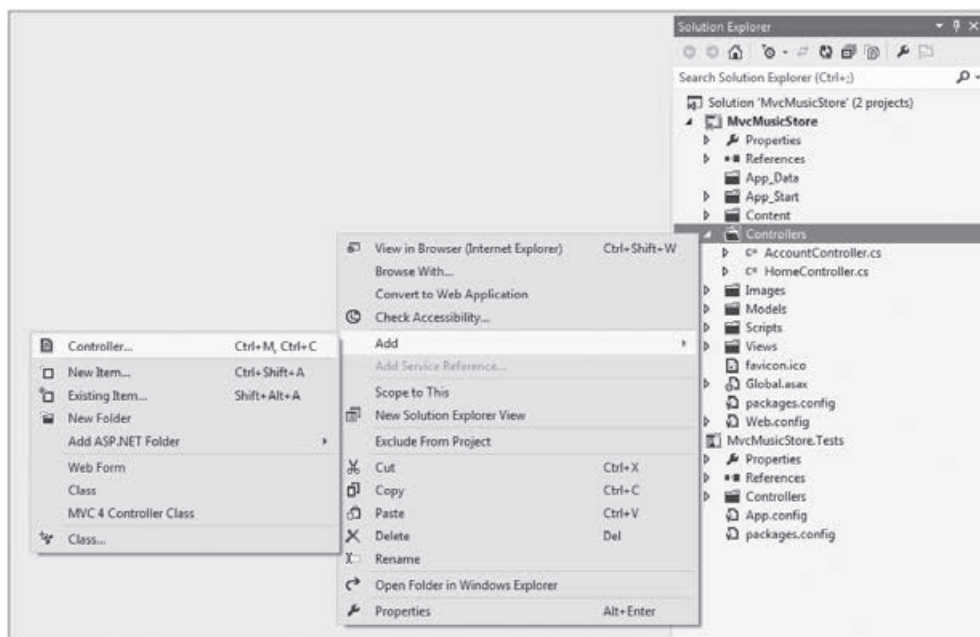 Solution Explorer
Search Solution Explorer (Ctrl+;)
Solution 'MvcMusicStore' (2 projects)
MvcMusicStore
Properties
References
App_Data
App_Start
Content
Controllers
C# AccountController.cs
C# HomeController.cs
Images
Models
Scripts
Views
favicon.ico
Global.asax
packages.config
Web.config
MvcMusicStore.Tests
Properties
References
Controllers
App.config
packages.config
View in Browser (Internet Explorer) Ctrl+Shift+W
Browse With...
Convert to Web Application
Check Accessibility...
Add
Add Service Reference...
Scope to This
New Solution Explorer View
Exclude From Project
Cut Ctrl+X
Copy Ctrl+C
Paste Ctrl+V
Delete Del
Rename
Open Folder in Windows Explorer
Properties Alt+Enter
Controller... Ctrl+M, Ctrl+C
New Item... Ctrl+Shift+A
Existing Item... Shift+Alt+A
New Folder
Add ASP.NET Folder
Web Form
Class
MVC 4 Controller Class
Class...